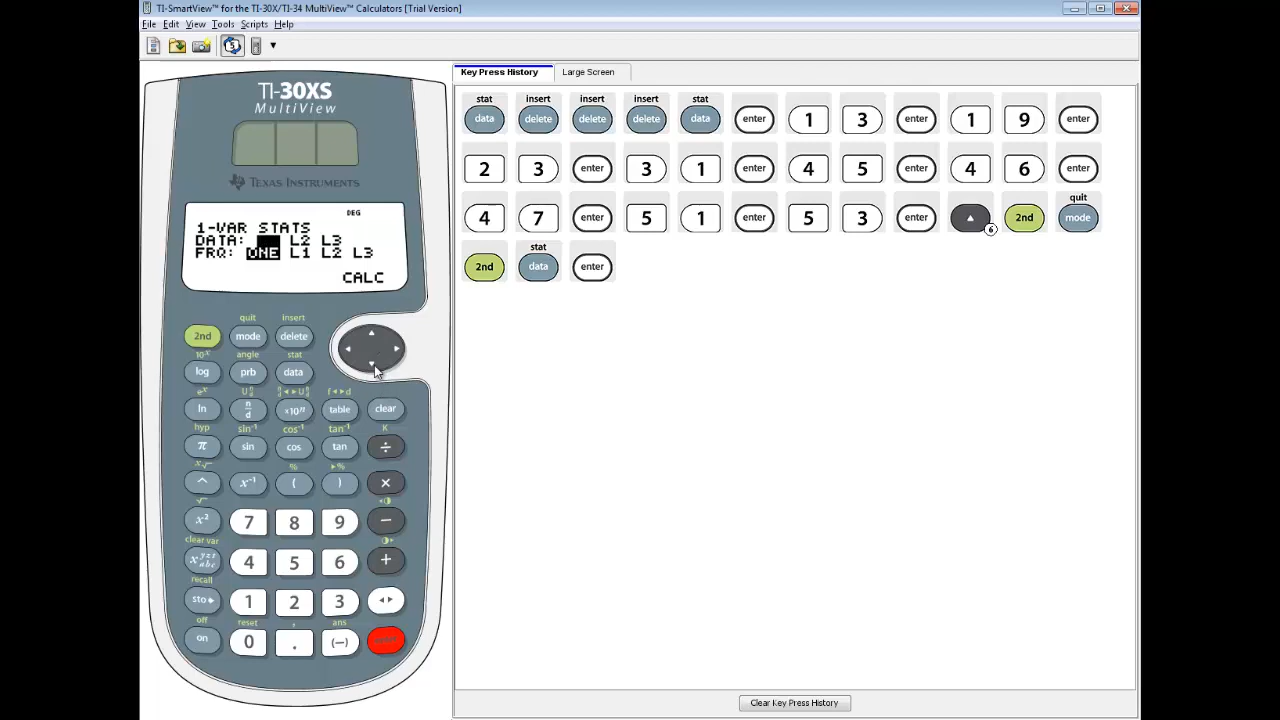 TI-SmartView™ for the TI-30X/TI-34 MultiView™ Calculators [Trial Version]
File Edit View Tools Scripts Help
Key Press History Large Screen
TI-30XS
MultiView
TEXAS INSTRUMENTS
DEG
1-VAR STATS
DATA: L2 L3
FRQ: ONE L1 L2 L3
CALC
quit insert
2nd mode delete
10ˣ angle stat
log prb data
eˣ U n/d n/d◄►U n/d f◄►d
ln n/d ×10ⁿ table clear
hyp sin⁻¹ cos⁻¹ tan⁻¹ K
π sin cos tan ÷
ˣ√ % ►%
^ x⁻¹ ( ) ×
√
x² 7 8 9 −
clear var
x y z t a b c 4 5 6 +
recall
sto► 1 2 3 ◄►
off reset , ans
on 0 . (−)
stat insert insert insert stat
data delete delete delete data enter 1 3 enter 1 9 enter
2 3 enter 3 1 enter 4 5 enter 4 6 enter
quit
4 7 enter 5 1 enter 5 3 enter ▲ 6 2nd mode
stat
2nd data enter
Clear Key Press History